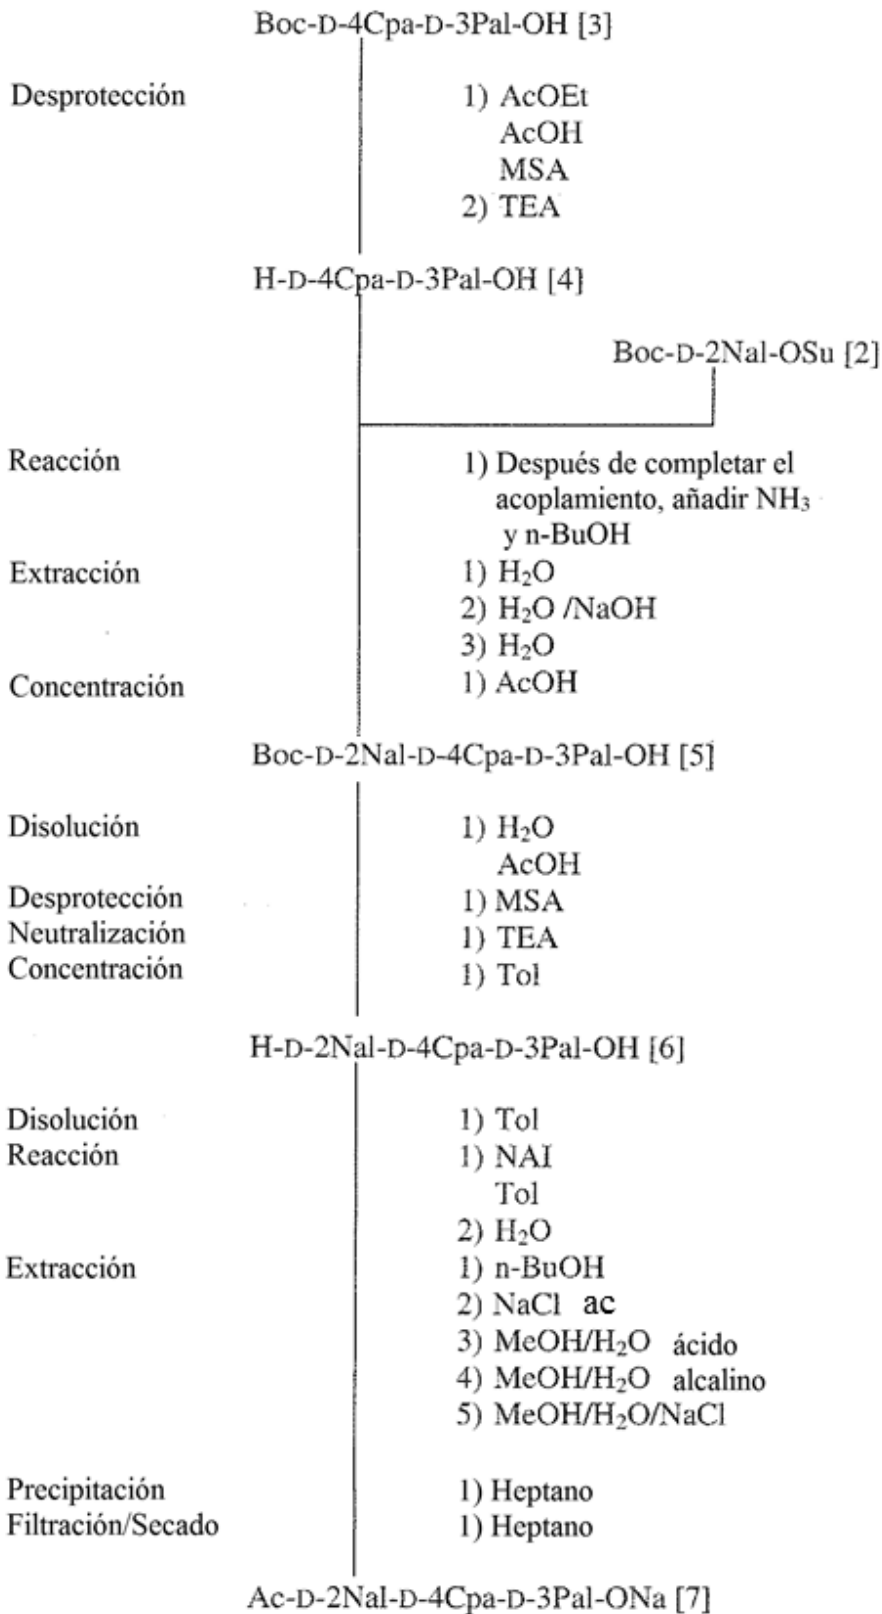 Boc-D-4Cpa-D-3Pal-OH [3]
Desprotección 1) AcOEt
AcOH
MSA
2) TEA
H-D-4Cpa-D-3Pal-OH [4]
Boc-D-2Nal-OSu [2]
Reacción 1) Después de completar el
acoplamiento, añadir NH₃
y n-BuOH
Extracción 1) H₂O
2) H₂O /NaOH
3) H₂O
Concentración 1) AcOH
Boc-D-2Nal-D-4Cpa-D-3Pal-OH [5]
Disolución 1) H₂O
AcOH
Desprotección 1) MSA
Neutralización 1) TEA
Concentración 1) Tol
H-D-2Nal-D-4Cpa-D-3Pal-OH [6]
Disolución 1) Tol
Reacción 1) NAI
Tol
2) H₂O
Extracción 1) n-BuOH
2) NaCl ac
3) MeOH/H₂O ácido
4) MeOH/H₂O alcalino
5) MeOH/H₂O/NaCl
Precipitación 1) Heptano
Filtración/Secado 1) Heptano
Ac-D-2Nal-D-4Cpa-D-3Pal-ONa [7]